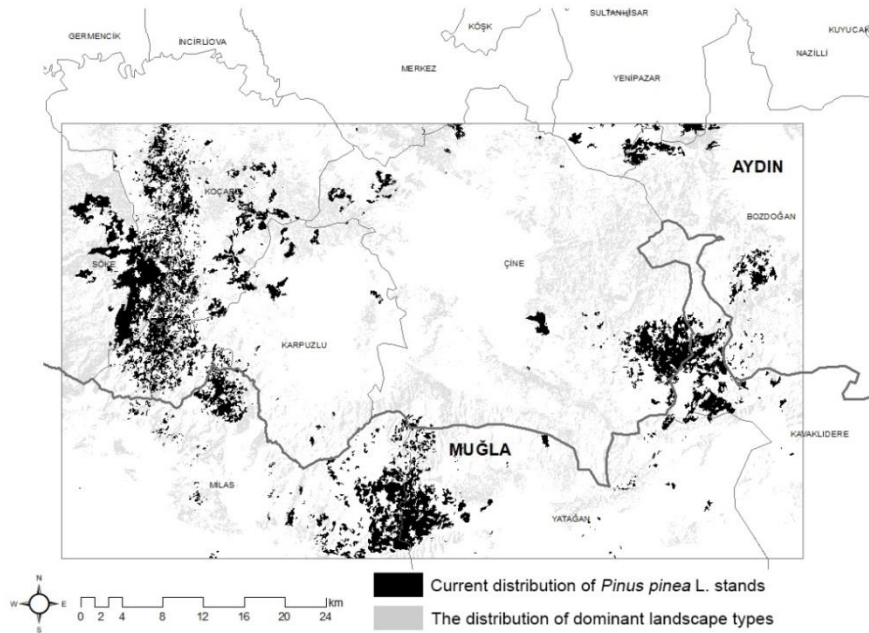 SULTANHİSAR
KÖŞK
KUYUCAK
GERMENCİK
İNCİRLİOVA
NAZİLLİ
MERKEZ
YENİPAZAR
AYDIN
KOÇARLI
BOZDOĞAN
SÖKE
ÇİNE
KARPUZLU
KAVAKLIDERE
MUĞLA
MİLAS
YATAĞAN
N
W E
S
0 2 4 8 12 16 20 24 km
Current distribution of Pinus pinea L. stands
The distribution of dominant landscape types